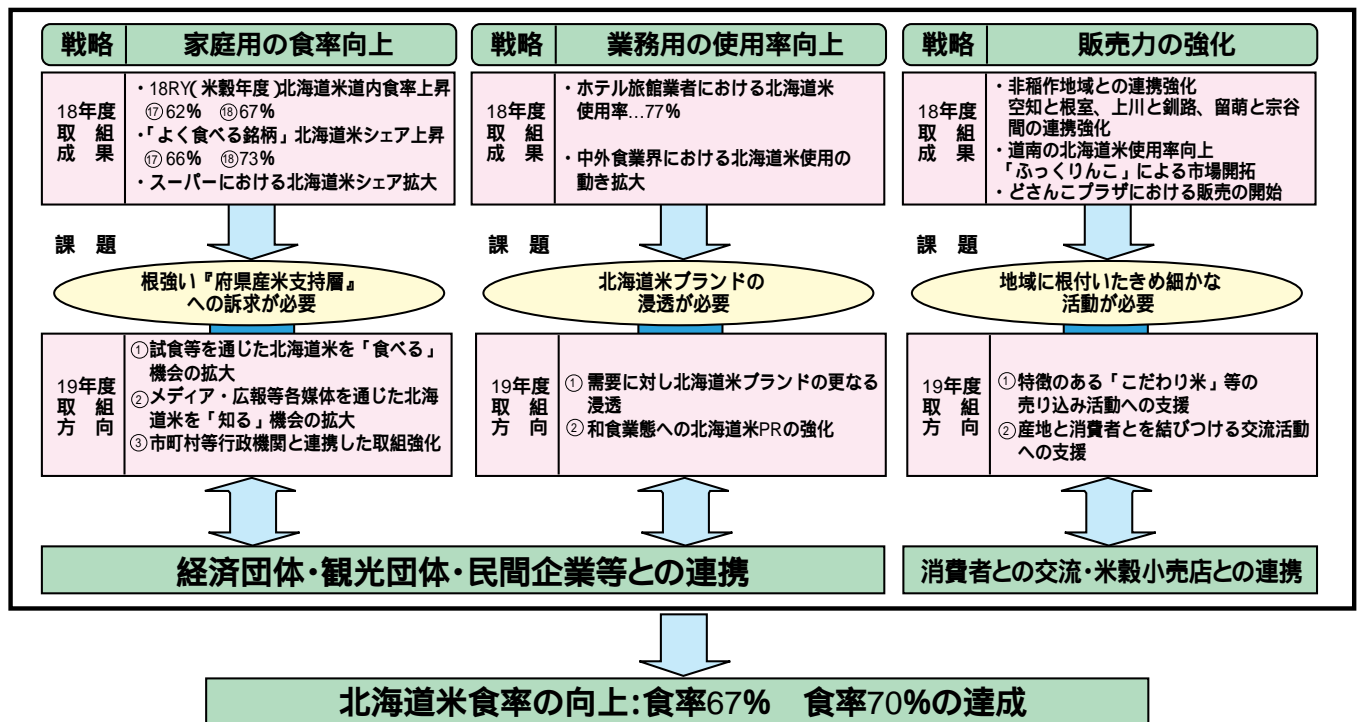 戦略 家庭用の食率向上
18年度
取組
成果
・18RY(米穀年度)北海道米道内食率上昇
⑰62% ⑱67%
・「よく食べる銘柄」北海道米シェア上昇
⑰66% ⑱73%
・スーパーにおける北海道米シェア拡大
課題
根強い『府県産米支持層』
への訴求が必要
19年度
取組
方向
①試食等を通じた北海道米を「食べる」
機会の拡大
②メディア・広報等各媒体を通じた北海
道米を「知る」機会の拡大
③市町村等行政機関と連携した取組強化
戦略 業務用の使用率向上
18年度
取組
成果
・ホテル旅館業者における北海道米
使用率…77%
・中外食業界における北海道米使用の
動き拡大
課題
北海道米ブランドの
浸透が必要
19年度
取組
方向
①需要に対し北海道米ブランドの更なる
浸透
②和食業態への北海道米PRの強化
経済団体・観光団体・民間企業等との連携
戦略 販売力の強化
18年度
取組
成果
・非稲作地域との連携強化
空知と根室、上川と釧路、留萌と宗谷
間の連携強化
・道南の北海道米使用率向上
「ふっくりんこ」による市場開拓
・どさんこプラザにおける販売の開始
課題
地域に根付いたきめ細かな
活動が必要
19年度
取組
方向
①特徴のある「こだわり米」等の
売り込み活動への支援
②産地と消費者とを結びつける交流活動
への支援
消費者との交流・米穀小売店との連携
北海道米食率の向上:食率67% 食率70%の達成